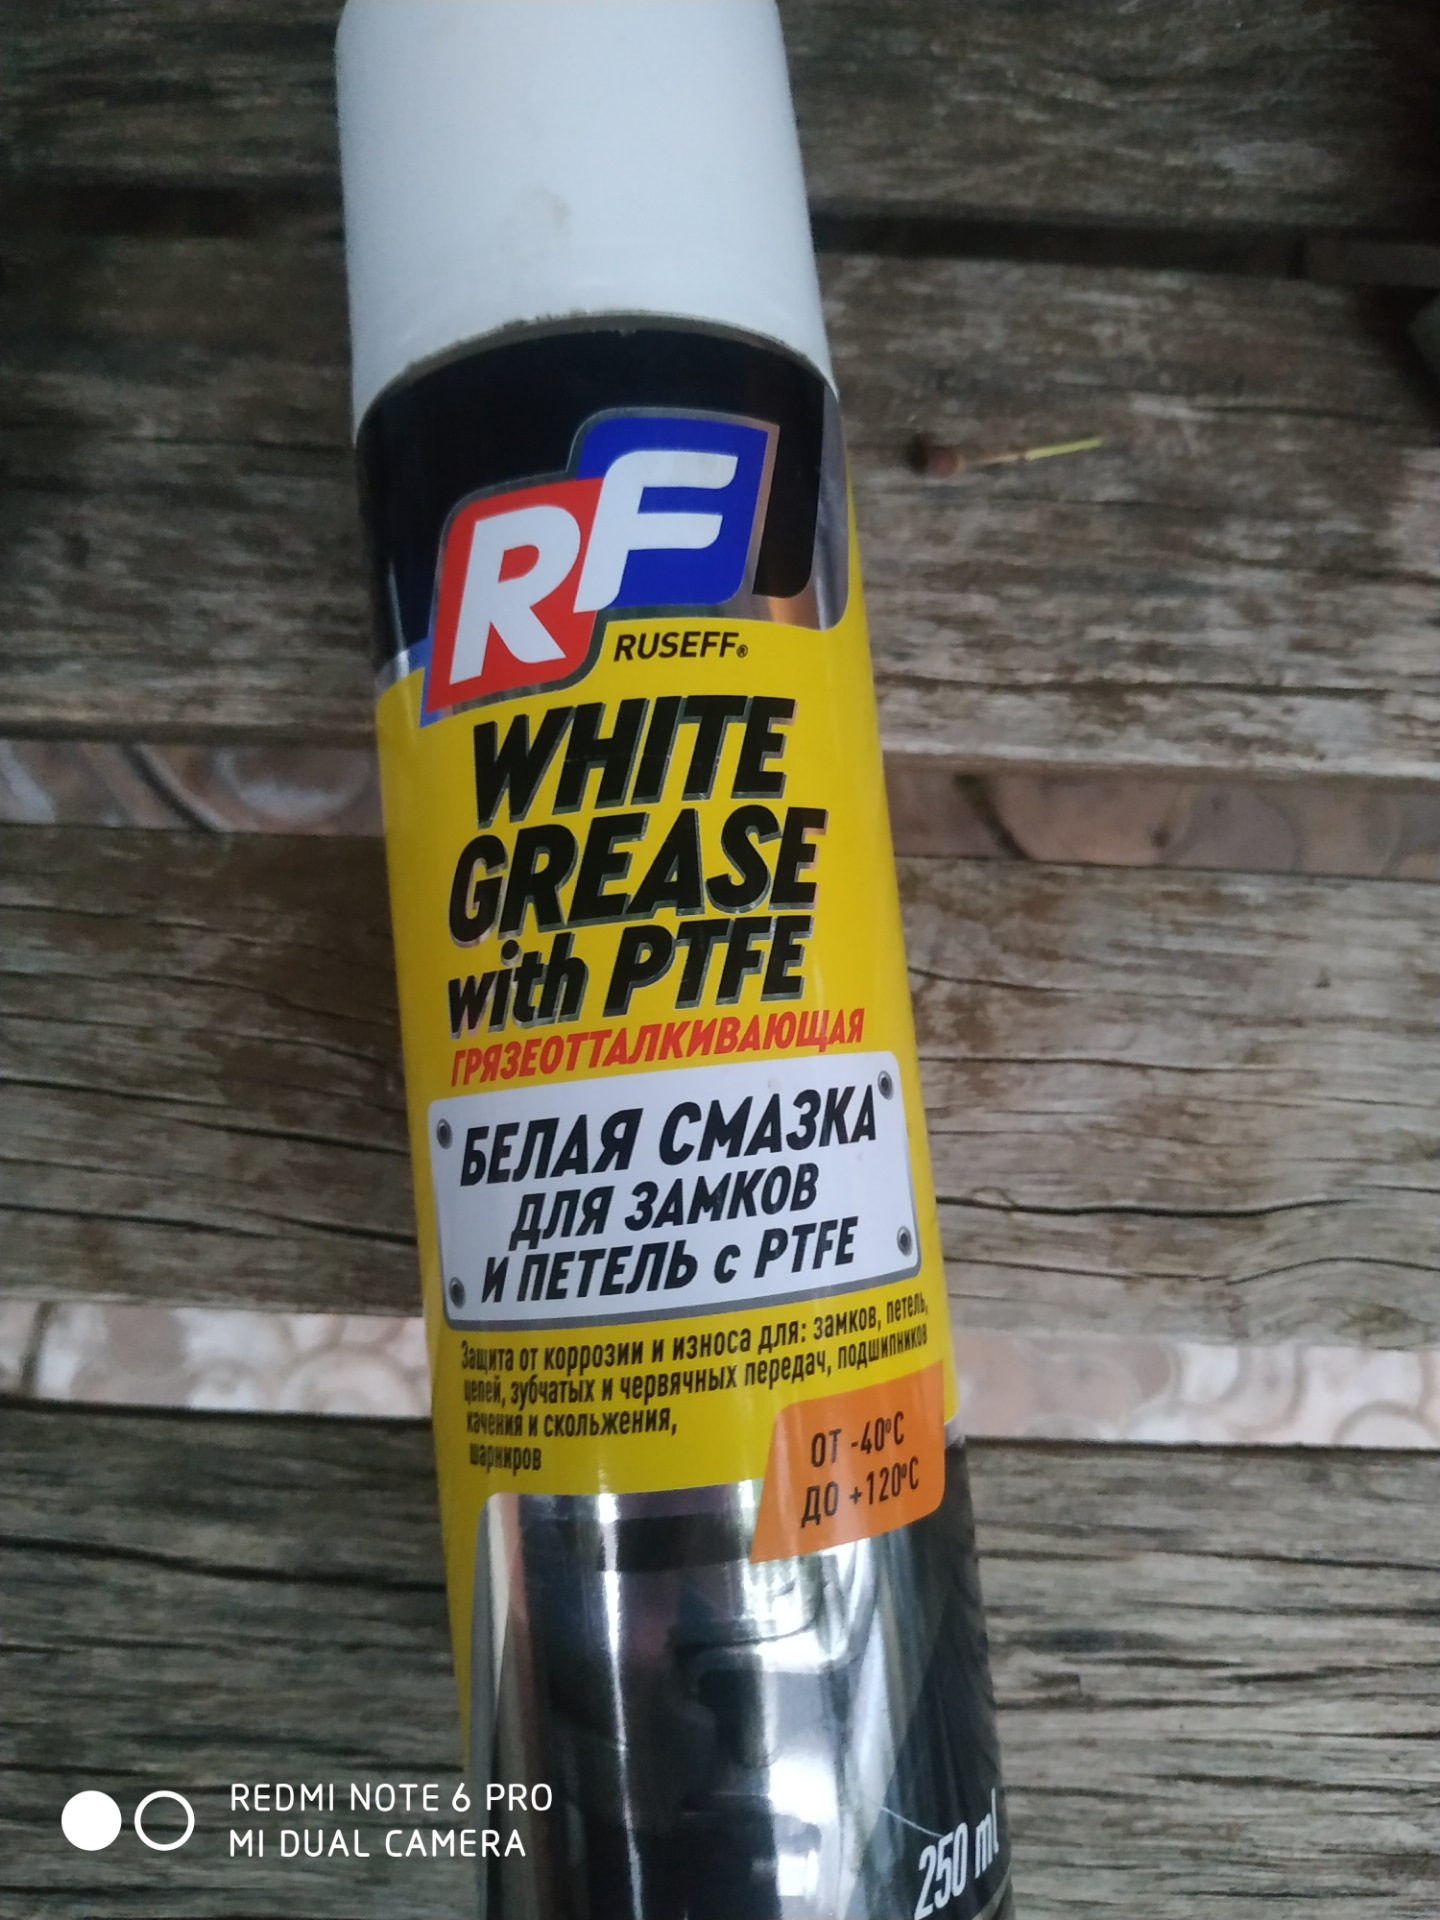 RF
RUSEFF®
WHITE
GREASE
with PTFE
ГРЯЗЕОТТАЛКИВАЮЩАЯ
БЕЛАЯ СМАЗКА
ДЛЯ ЗАМКОВ
И ПЕТЕЛЬ с PTFE
Защита от коррозии и износа для: замков, петель,
цепей, зубчатых и червячных передач, подшипников
качения и скольжения,
шарниров
ОТ -40°C
ДО +120°C
250 ml
REDMI NOTE 6 PRO
MI DUAL CAMERA